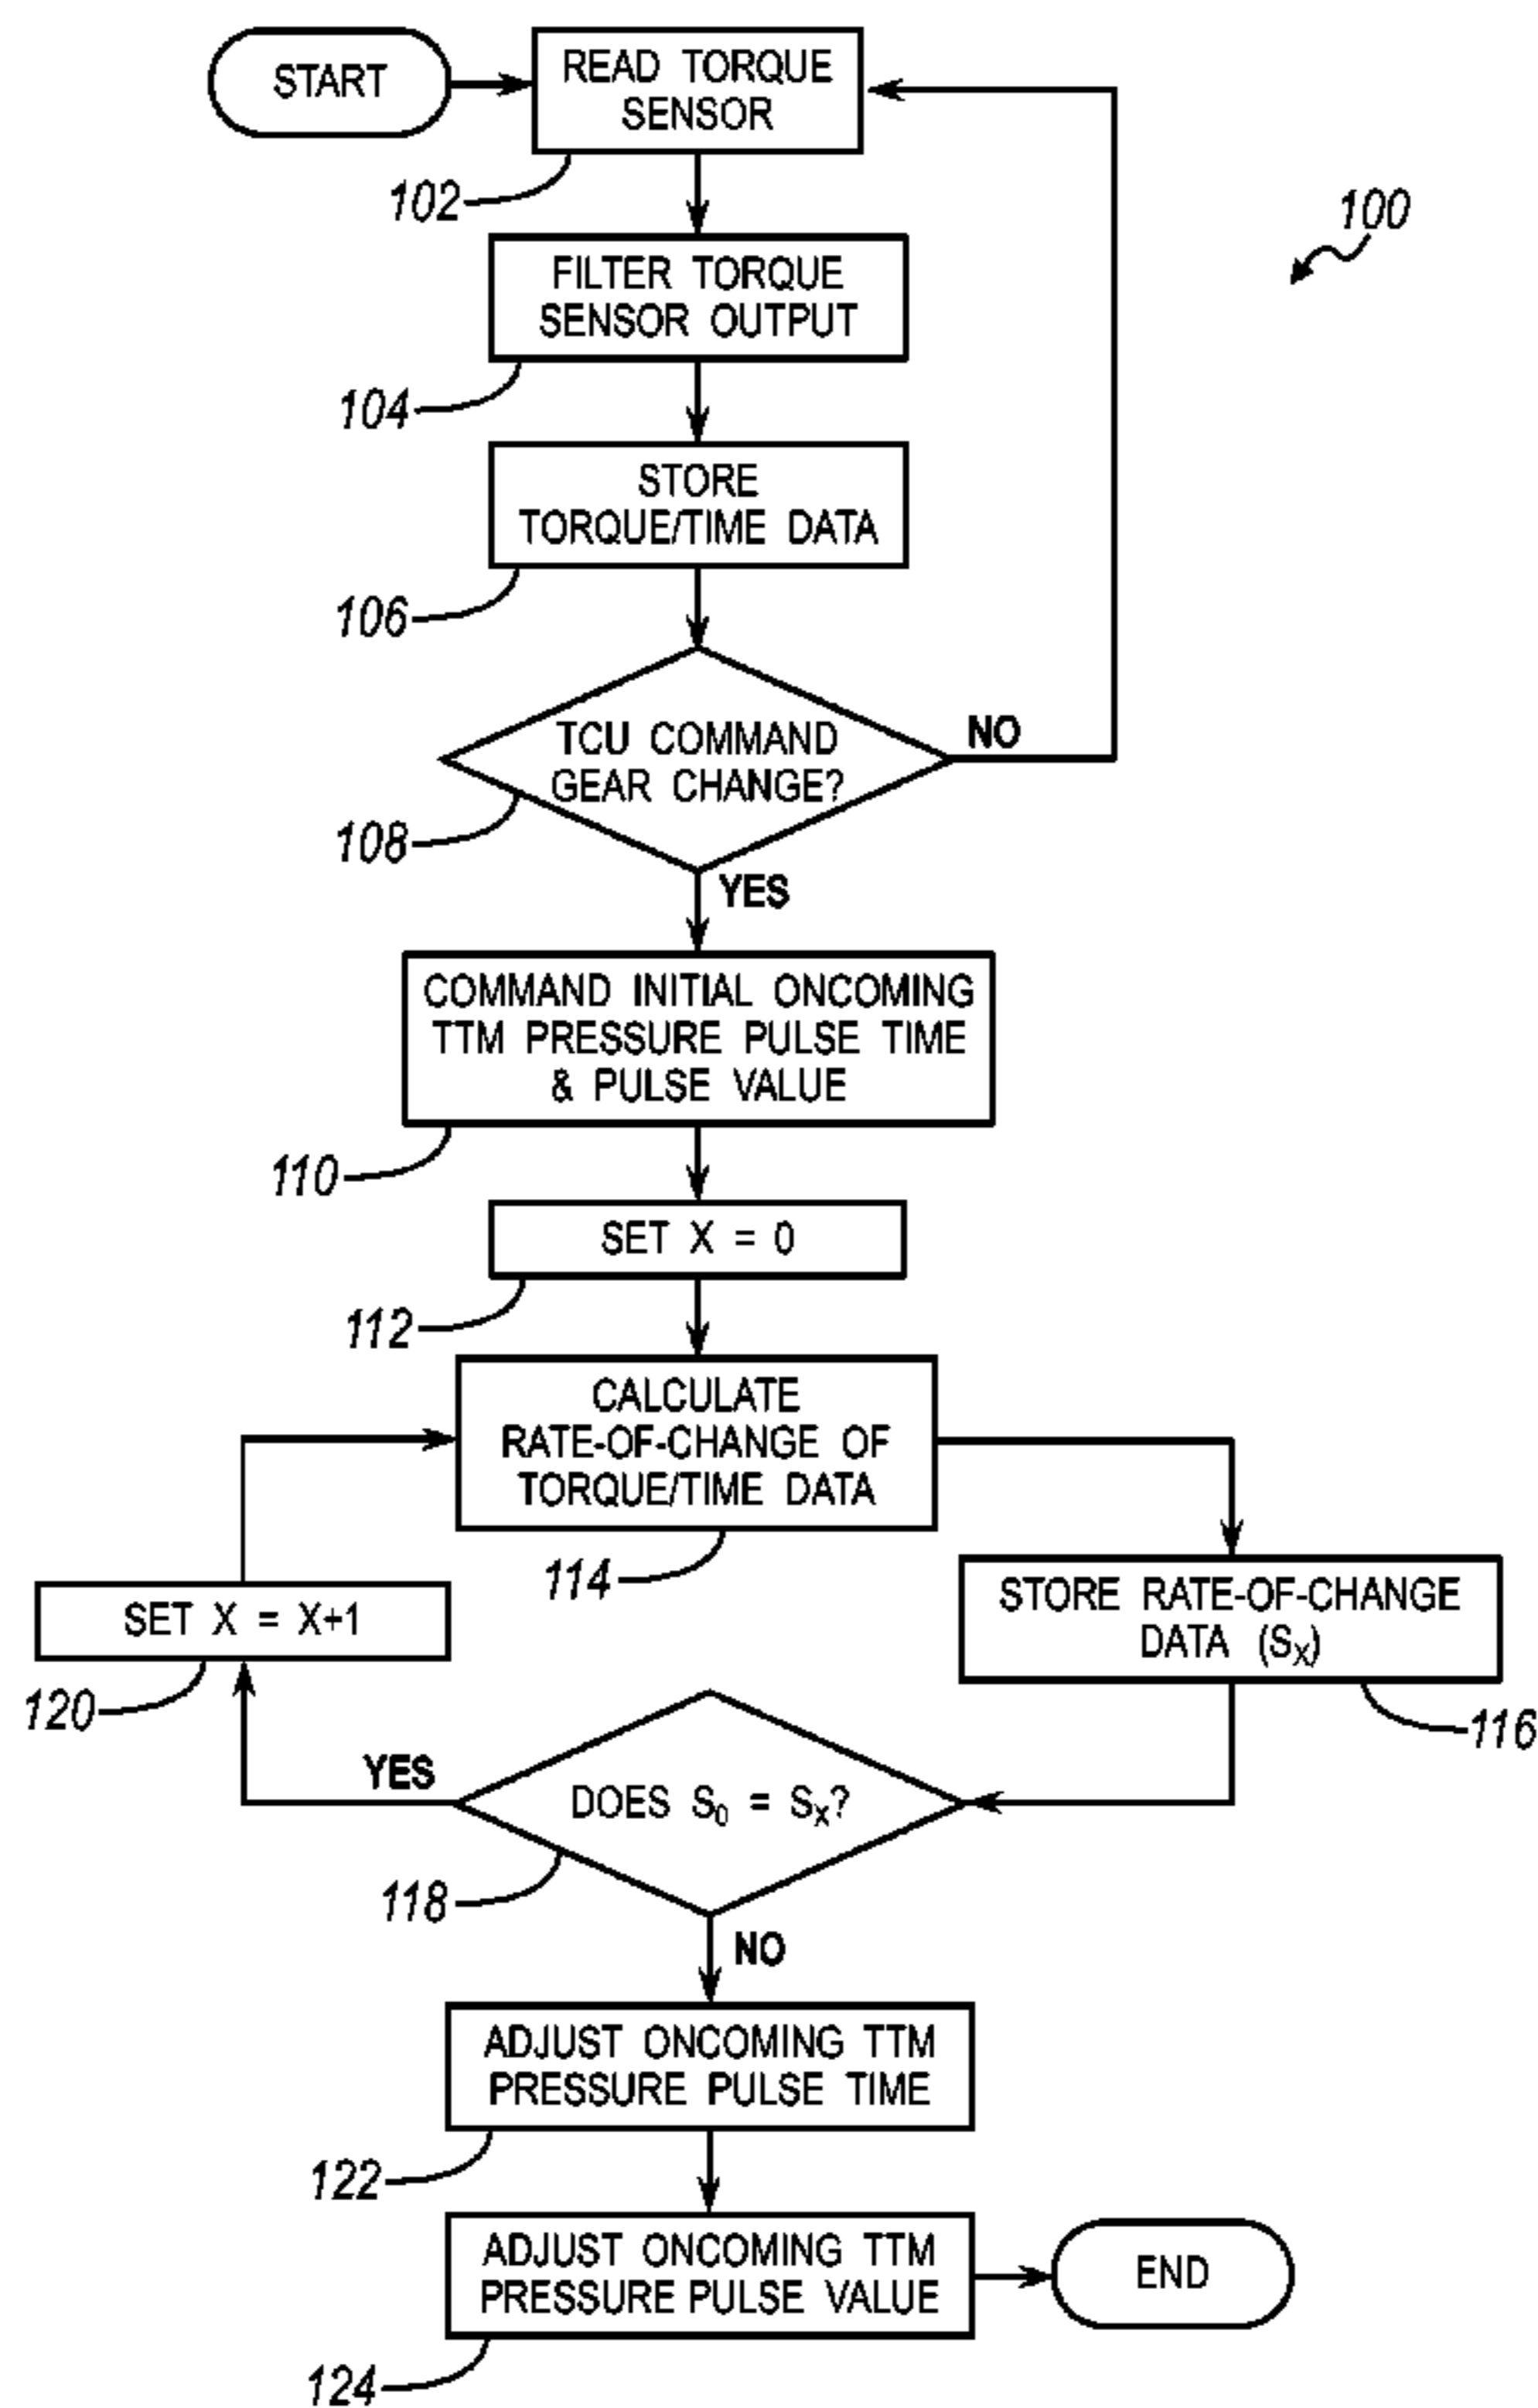 START
READ TORQUE
SENSOR
102
100
FILTER TORQUE
SENSOR OUTPUT
104
STORE
TORQUE/TIME DATA
106
TCU COMMAND
GEAR CHANGE?
NO
108
YES
COMMAND INITIAL ONCOMING
TTM PRESSURE PULSE TIME
& PULSE VALUE
110
SET X = 0
112
CALCULATE
RATE-OF-CHANGE OF
TORQUE/TIME DATA
114
STORE RATE-OF-CHANGE
DATA (Sₓ)
116
SET X = X+1
120
YES
DOES S₀ = Sₓ?
118
NO
ADJUST ONCOMING TTM
PRESSURE PULSE TIME
122
ADJUST ONCOMING TTM
PRESSURE PULSE VALUE
124
END